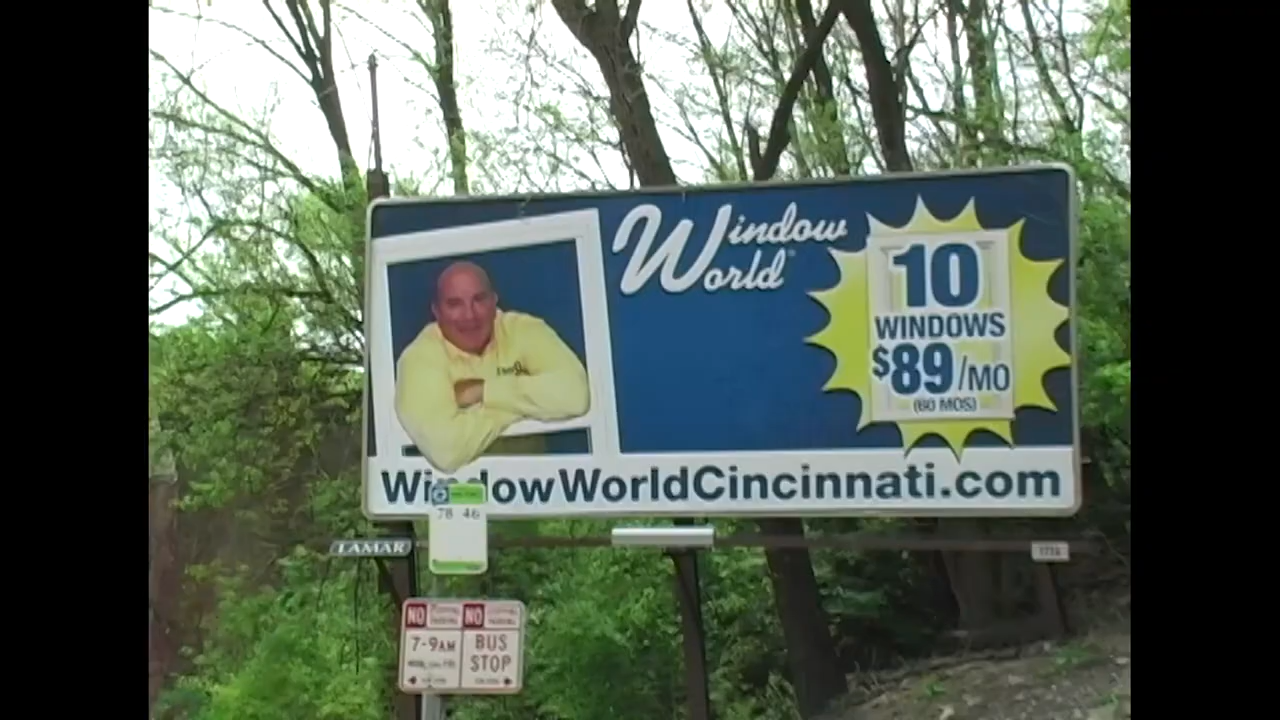 Window
World
10
WINDOWS
$89/MO
(60 MOS)
WindowWorldCincinnati.com
78 46
LAMAR
NO NO
7-9AM
BUS
STOP